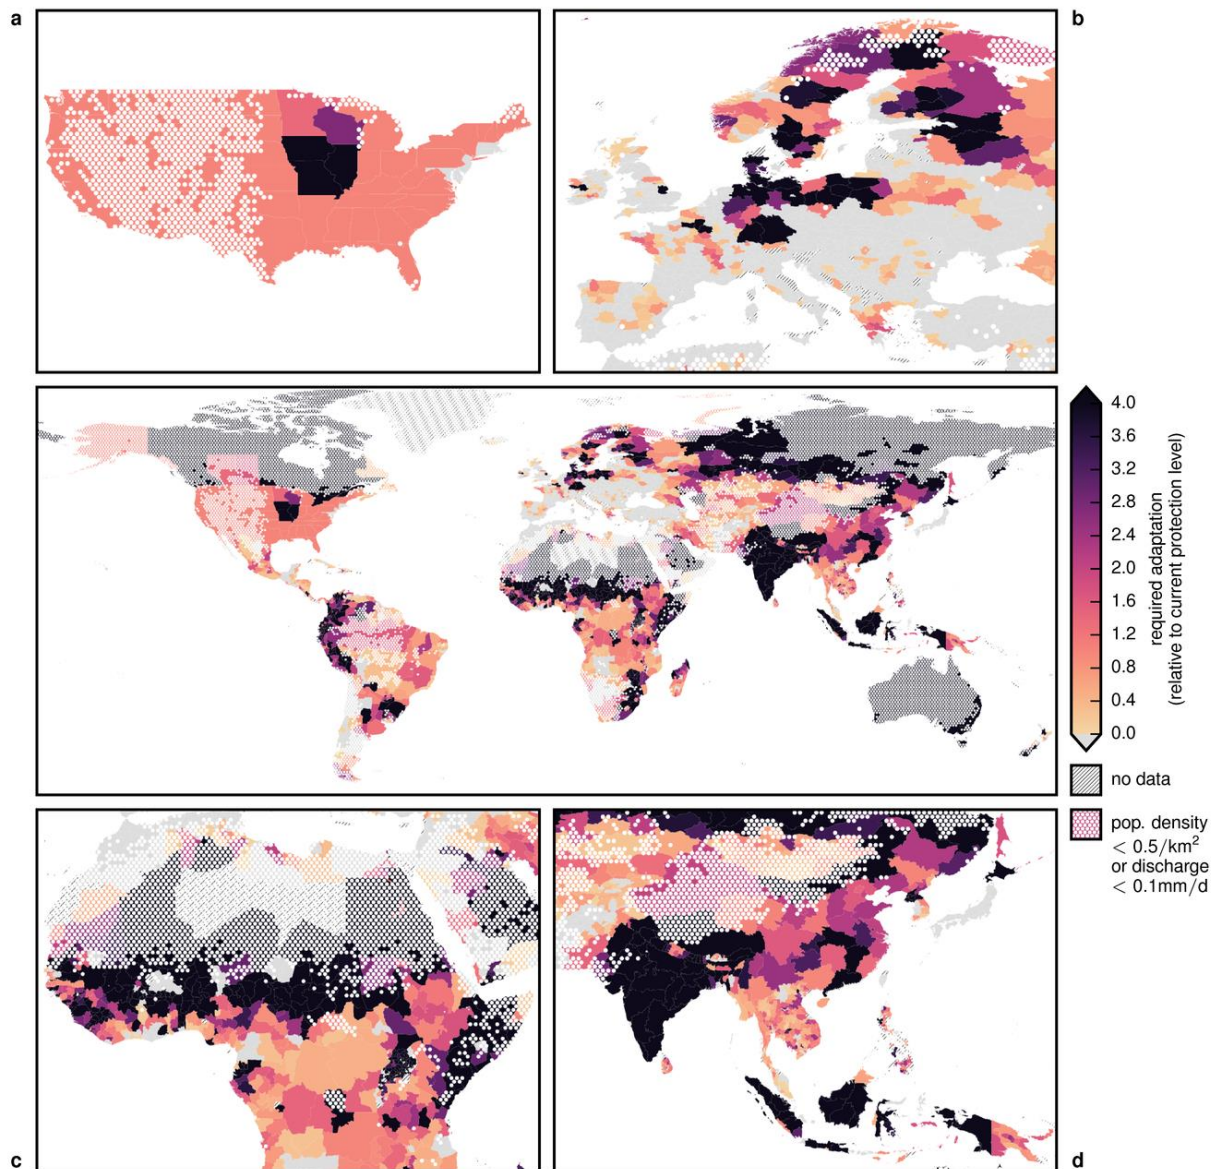 a
b
4.0
3.6
3.2
2.8
2.4
2.0
1.6
1.2
0.8
0.4
0.0
required adaptation
(relative to current protection level)
no data
pop. density
< 0.5/km²
or discharge
< 0.1mm/d
c
d